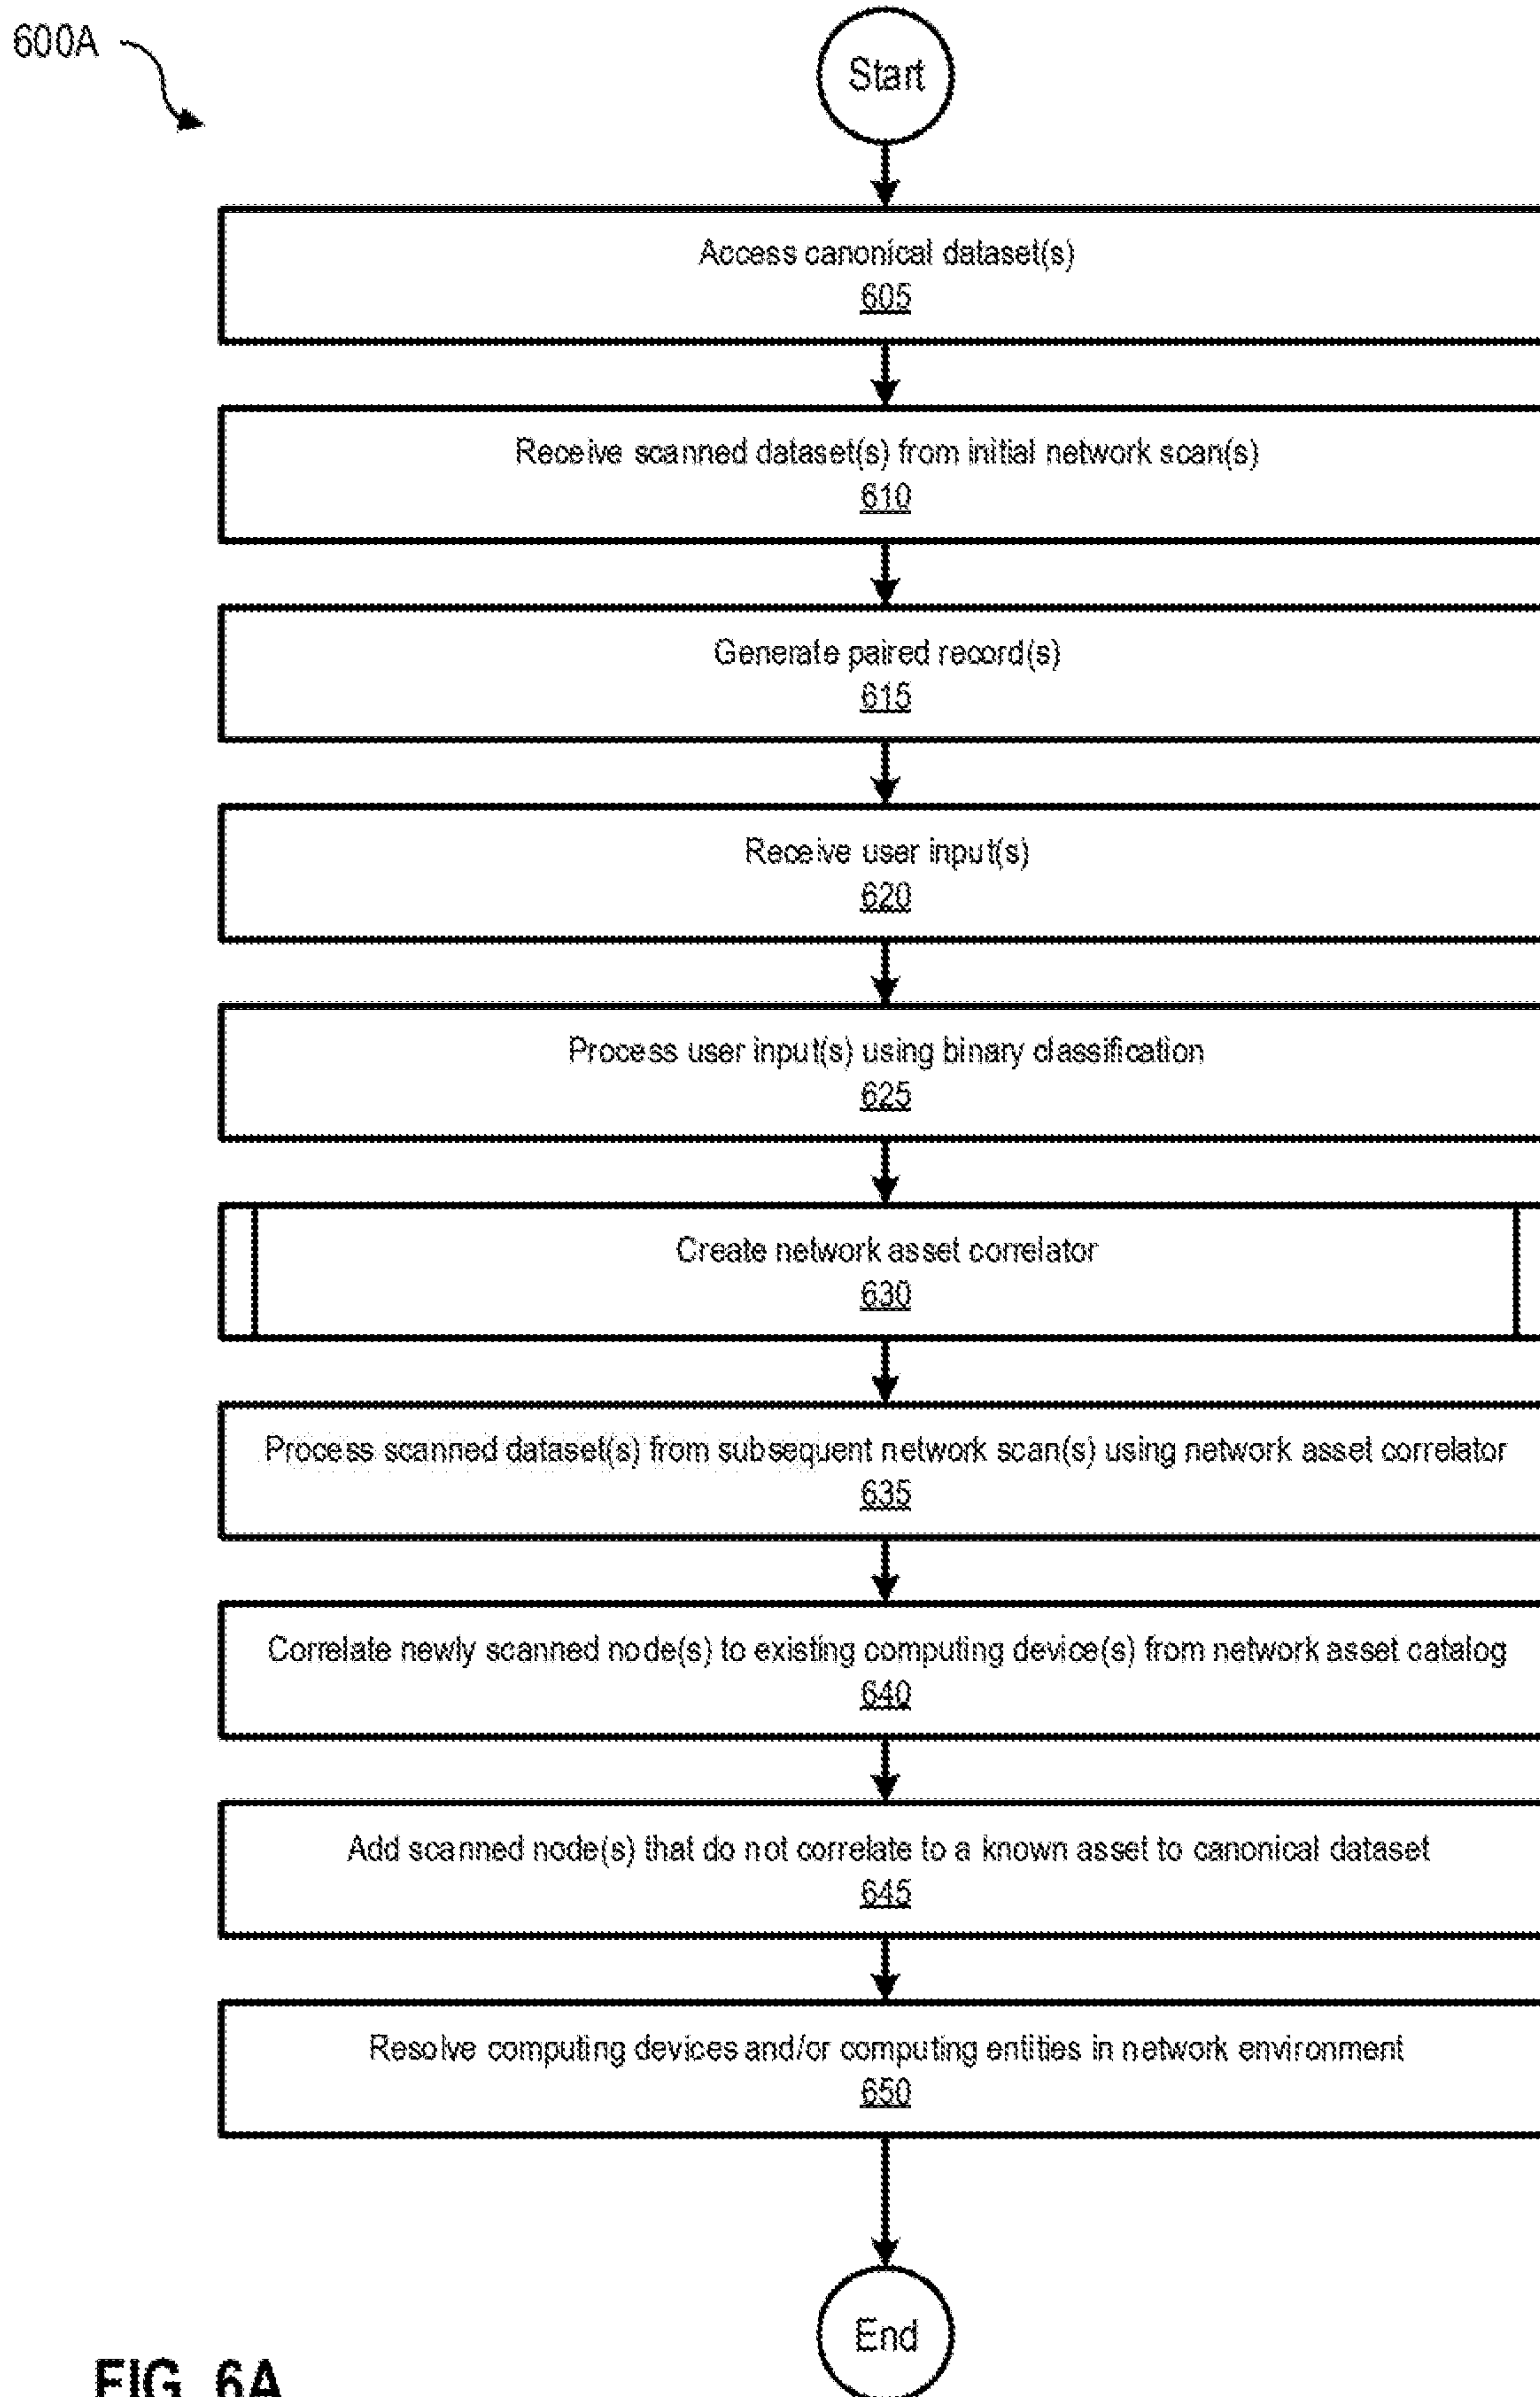 600A
Start
Access canonical dataset(s)
605
Receive scanned dataset(s) from initial network scan(s)
610
Generate paired record(s)
615
Receive user input(s)
620
Process user input(s) using binary classification
625
Create network asset correlator
630
Process scanned dataset(s) from subsequent network scan(s) using network asset correlator
635
Correlate newly scanned node(s) to existing computing device(s) from network asset catalog
640
Add scanned node(s) that do not correlate to a known asset to canonical dataset
645
Resolve computing devices and/or computing entities in network environment
650
End
FIG. 6A